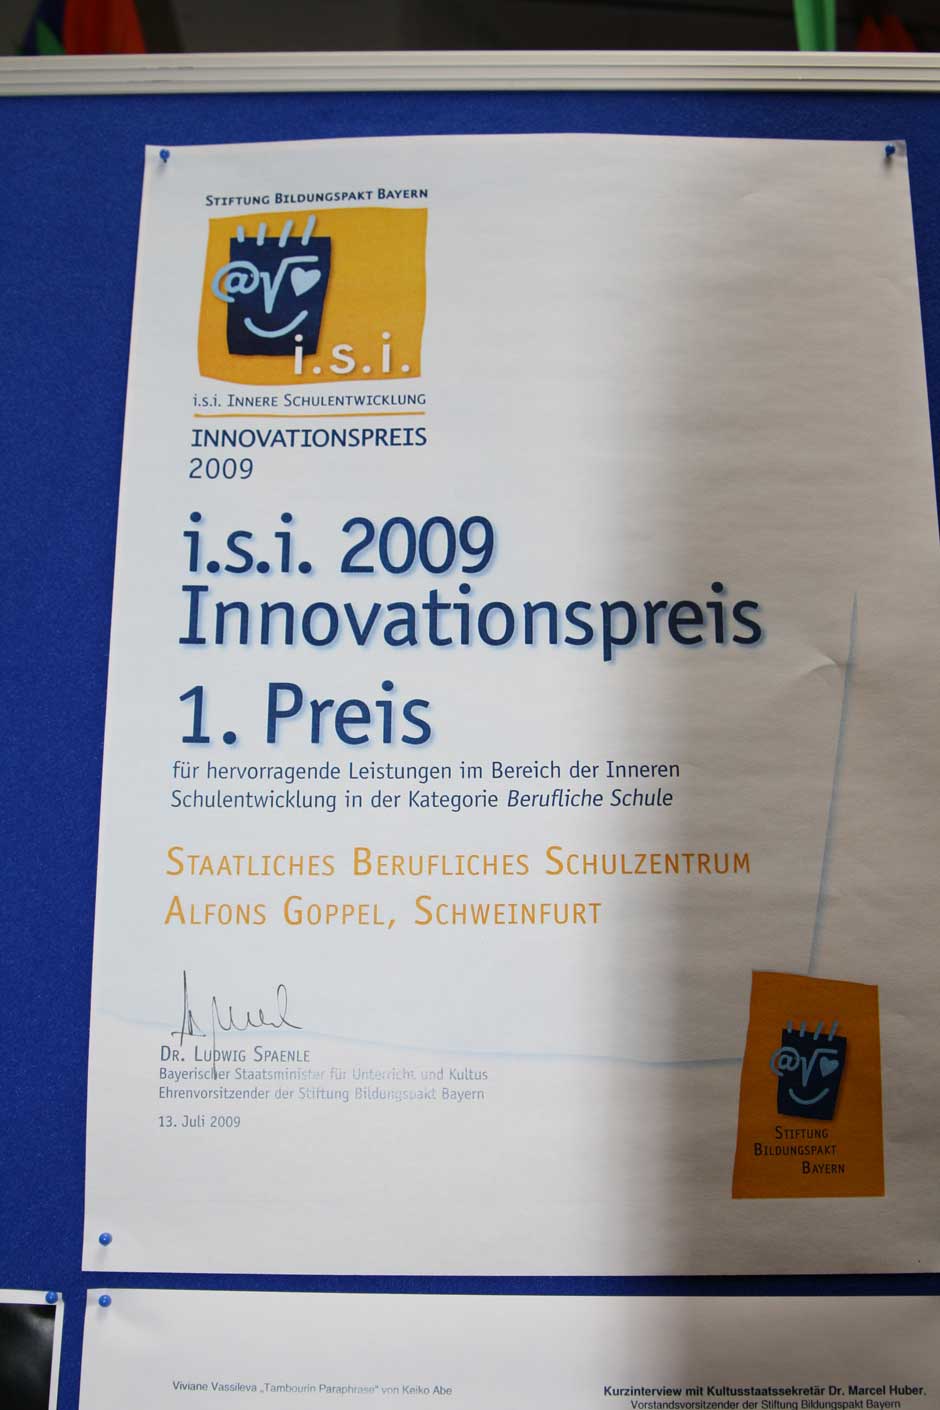 STIFTUNG BILDUNGSPAKT BAYERN
@√
i.s.i.
i.s.i. INNERE SCHULENTWICKLUNG
INNOVATIONSPREIS
2009
i.s.i. 2009
Innovationspreis
1. Preis
für hervorragende Leistungen im Bereich der Inneren
Schulentwicklung in der Kategorie Berufliche Schule
STAATLICHES BERUFLICHES SCHULZENTRUM
ALFONS GOPPEL, SCHWEINFURT
DR. LUDWIG SPAENLE
Bayerischer Staatsminister für Unterricht und Kultus
Ehrenvorsitzender der Stiftung Bildungspakt Bayern
13. Juli 2009
@√
STIFTUNG
BILDUNGSPAKT
BAYERN
Viviane Vassileva „Tambourin Paraphrase" von Keiko Abe
Kurzinterview mit Kultusstaatssekretär Dr. Marcel Huber,
Vorstandsvorsitzender der Stiftung Bildungspakt Bayern